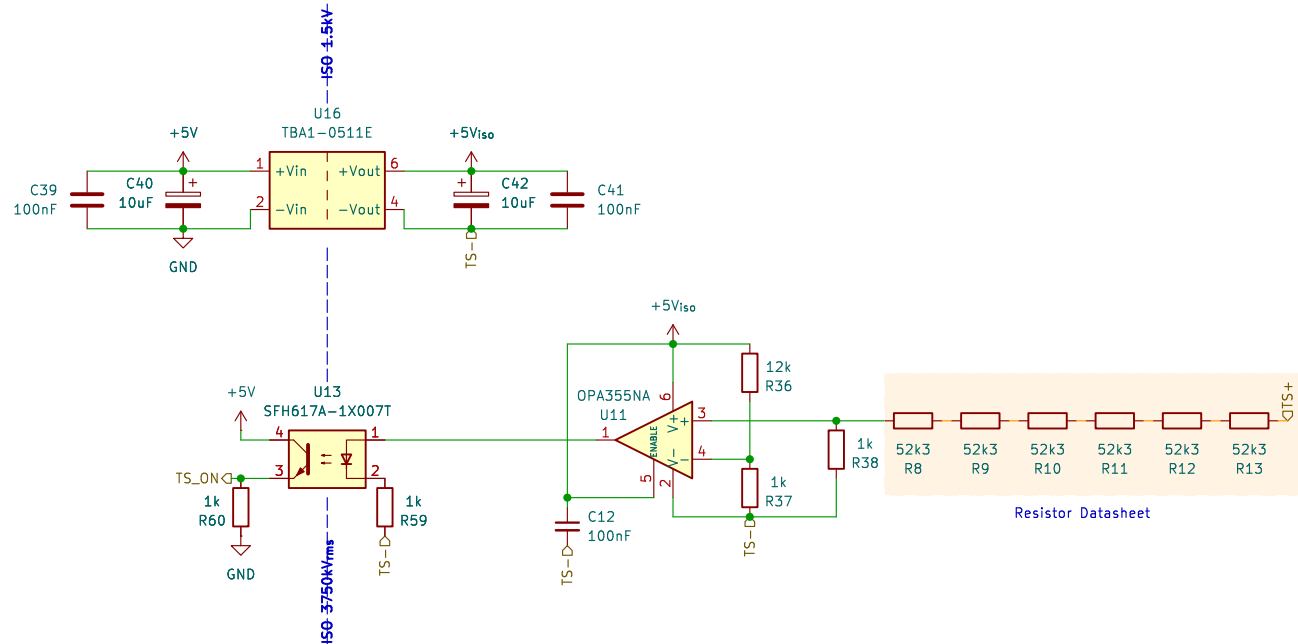 ISO 1.5kV
U16
TBA1-0511E
+5V
+5Viso
1
+Vin
+Vout
6
2
-Vin
-Vout
4
C39
100nF
C40
10uF
+
+
C42
10uF
C41
100nF
GND
TS-
+5Viso
12k
R36
OPA355NA
U11
6
V+
+
3
1
ENABLE
V-
-
4
5
2
1k
R37
1k
R38
TS+
52k3
R8
52k3
R9
52k3
R10
52k3
R11
52k3
R12
52k3
R13
Resistor Datasheet
C12
100nF
TS-
TS-
+5V
U13
SFH617A-1X007T
4
1
3
2
TS_ON
1k
R60
1k
R59
TS-
GND
ISO 3750kVrms